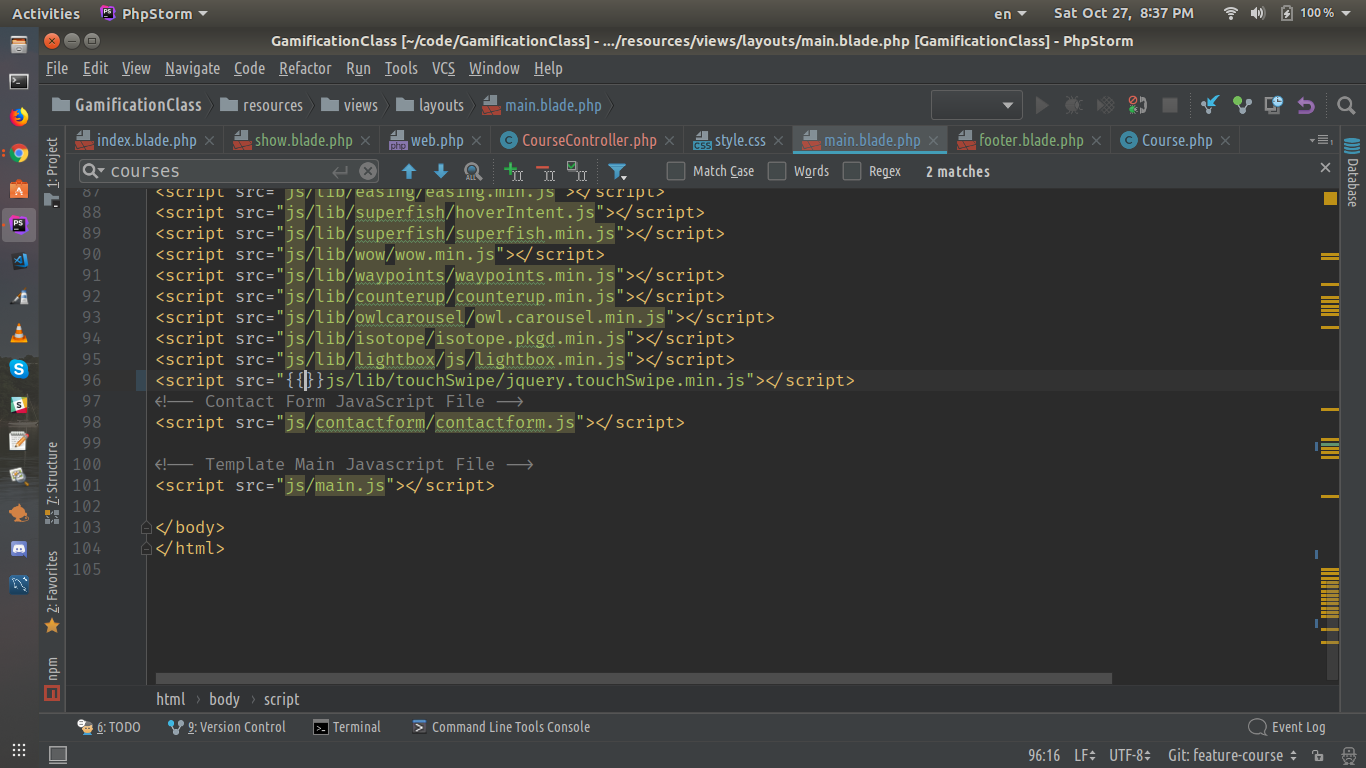 Activities PhpStorm en Sat Oct 27, 8:37 PM 100 %
GamificationClass [~/code/GamificationClass] - .../resources/views/layouts/main.blade.php [GamificationClass] - PhpStorm
File Edit View Navigate Code Refactor Run Tools VCS Window Help
GamificationClass resources views layouts main.blade.php
index.blade.php show.blade.php web.php CourseController.php style.css main.blade.php footer.blade.php Course.php
courses Match Case Words Regex 2 matches
87 <script src="js/lib/easing/easing.min.js"></script>
88 <script src="js/lib/superfish/hoverIntent.js"></script>
89 <script src="js/lib/superfish/superfish.min.js"></script>
90 <script src="js/lib/wow/wow.min.js"></script>
91 <script src="js/lib/waypoints/waypoints.min.js"></script>
92 <script src="js/lib/counterup/counterup.min.js"></script>
93 <script src="js/lib/owlcarousel/owl.carousel.min.js"></script>
94 <script src="js/lib/isotope/isotope.pkgd.min.js"></script>
95 <script src="js/lib/lightbox/js/lightbox.min.js"></script>
96 <script src="{{}}js/lib/touchSwipe/jquery.touchSwipe.min.js"></script>
97 <!-- Contact Form JavaScript File -->
98 <script src="js/contactform/contactform.js"></script>
99
100 <!-- Template Main Javascript File -->
101 <script src="js/main.js"></script>
102
103 </body>
104 </html>
105
1: Project
7: Structure
2: Favorites
npm
Database
html body script
6: TODO 9: Version Control Terminal Command Line Tools Console Event Log
96:16 LF UTF-8 Git: feature-course